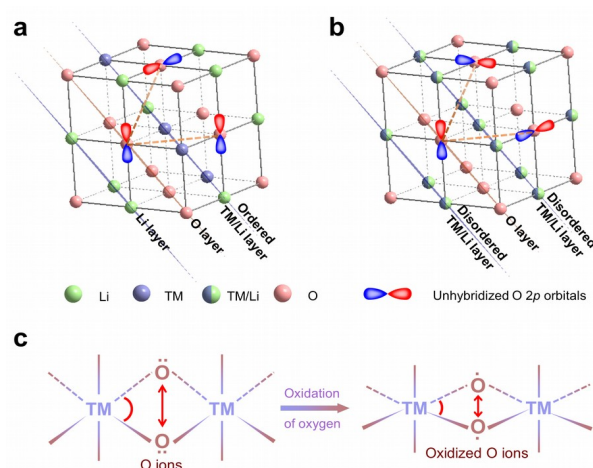 a
b
Li layer
O layer
Ordered
TM/Li layer
Disordered
TM/Li layer
O layer
Disordered
TM/Li layer
Li
TM
TM/Li
O
Unhybridized O 2p orbitals
c
O
TM
TM
O
O ions
Oxidation
of oxygen
O
TM
TM
O
Oxidized O ions